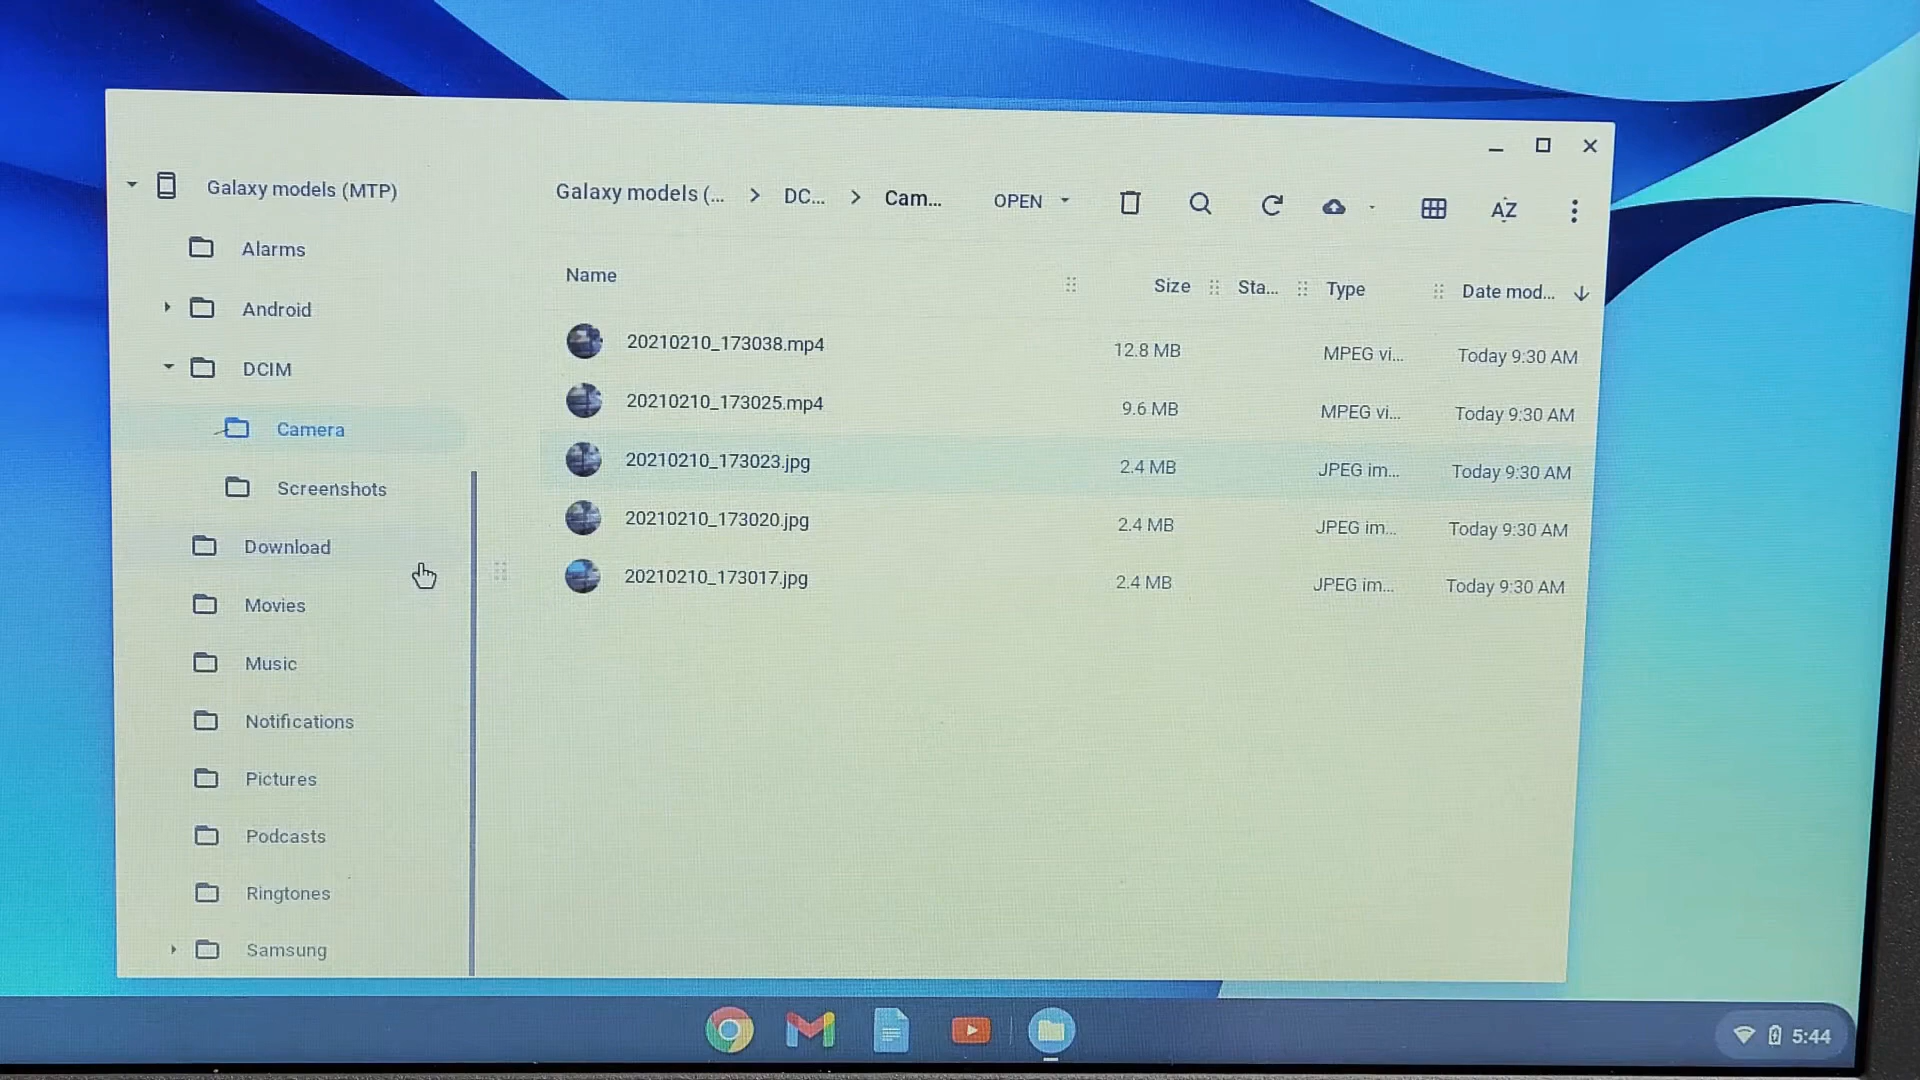 Galaxy models (MTP)
Alarms
Android
DCIM
Camera
Screenshots
Download
Movies
Music
Notifications
Pictures
Podcasts
Ringtones
Samsung
Galaxy models (... > DC... > Cam... OPEN AZ
Name Size Sta... Type Date mod...
20210210_173038.mp4 12.8 MB MPEG vi... Today 9:30 AM
20210210_173025.mp4 9.6 MB MPEG vi... Today 9:30 AM
20210210_173023.jpg 2.4 MB JPEG im... Today 9:30 AM
20210210_173020.jpg 2.4 MB JPEG im... Today 9:30 AM
20210210_173017.jpg 2.4 MB JPEG im... Today 9:30 AM
5:44